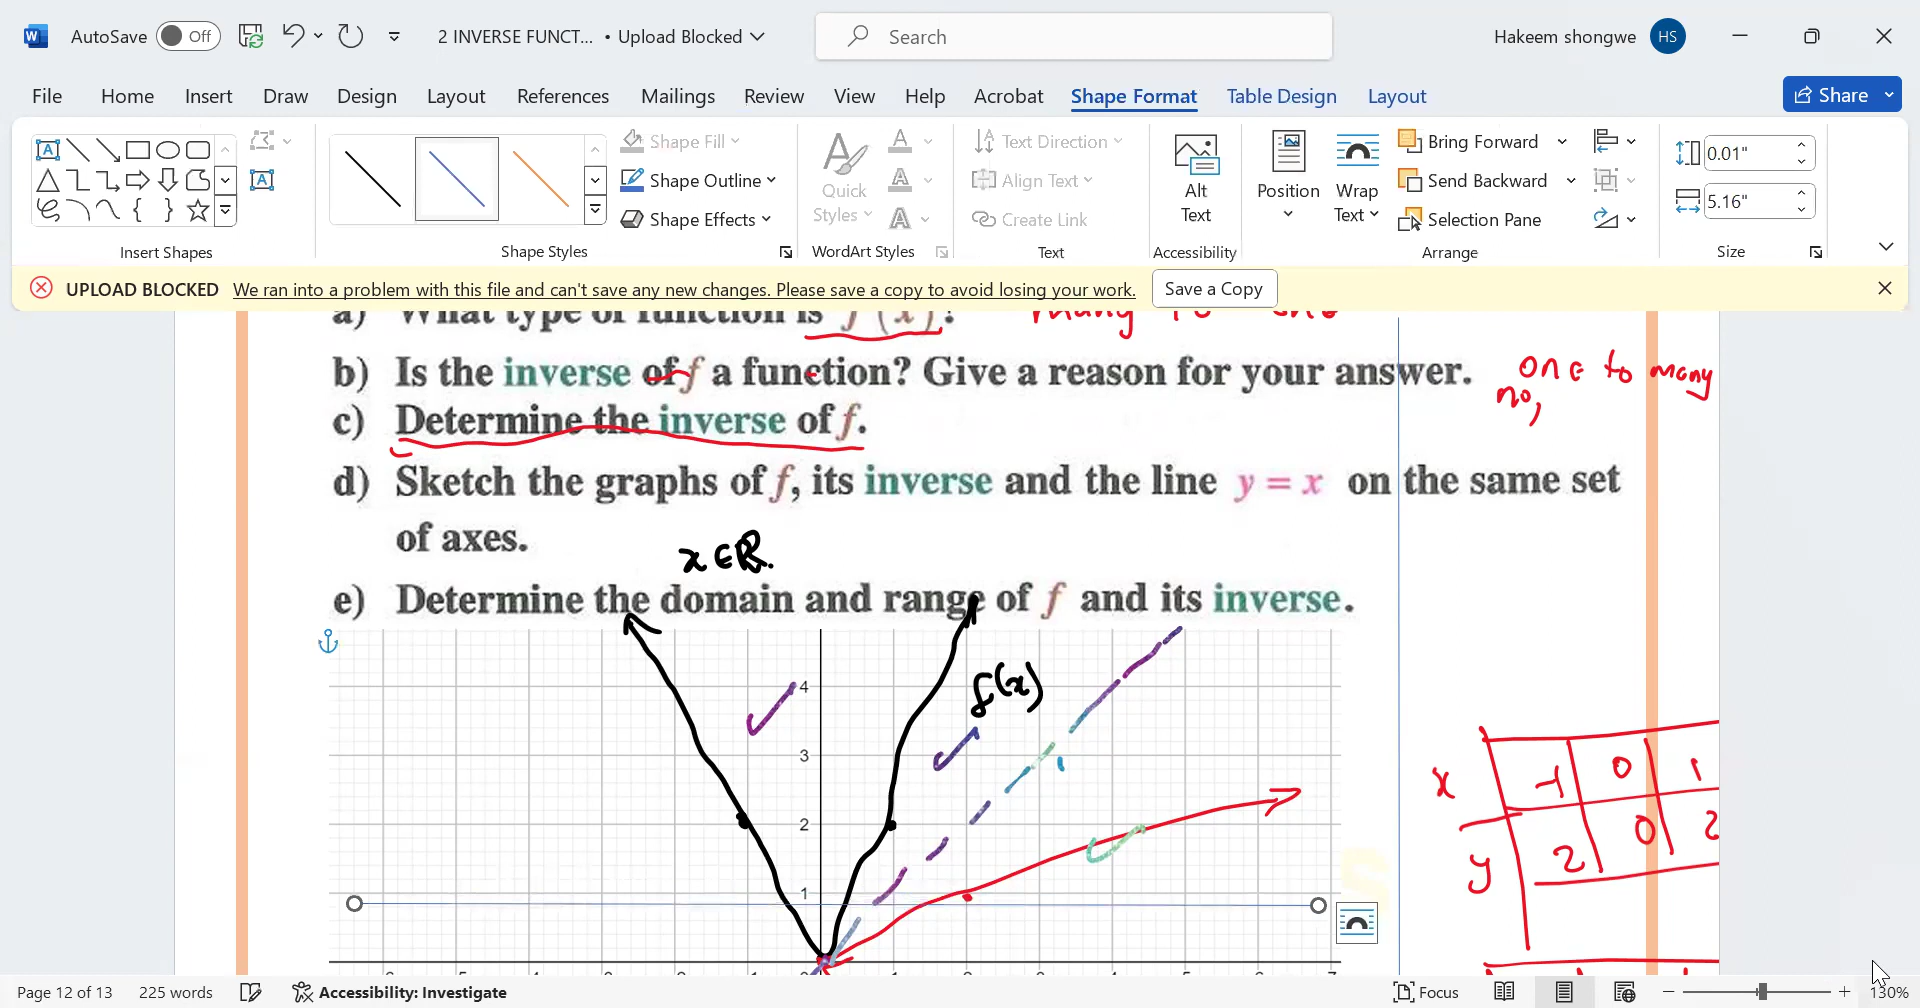 AutoSave Off 2 INVERSE FUNCT... • Upload Blocked Search Hakeem shongwe HS
File Home Insert Draw Design Layout References Mailings Review View Help Acrobat Shape Format Table Design Layout Share
Shape Fill Text Direction Bring Forward 0.01"
Shape Outline Align Text Send Backward 5.16"
Shape Effects Create Link Selection Pane
Quick Styles
Alt Text
Position
Wrap Text
Insert Shapes Shape Styles WordArt Styles Text Accessibility Arrange Size
UPLOAD BLOCKED We ran into a problem with this file and can't save any new changes. Please save a copy to avoid losing your work. Save a Copy
a) What type of function is f(x)? many to one
b) Is the inverse of f a function? Give a reason for your answer. one to many
no,
c) Determine the inverse of f.
d) Sketch the graphs of f, its inverse and the line y = x on the same set
of axes.
x ∈ ℝ.
e) Determine the domain and range of f and its inverse.
f(x)
4
3
2
1
x -1 0 1
y 2 0 2
Page 12 of 13 225 words Accessibility: Investigate Focus 130%